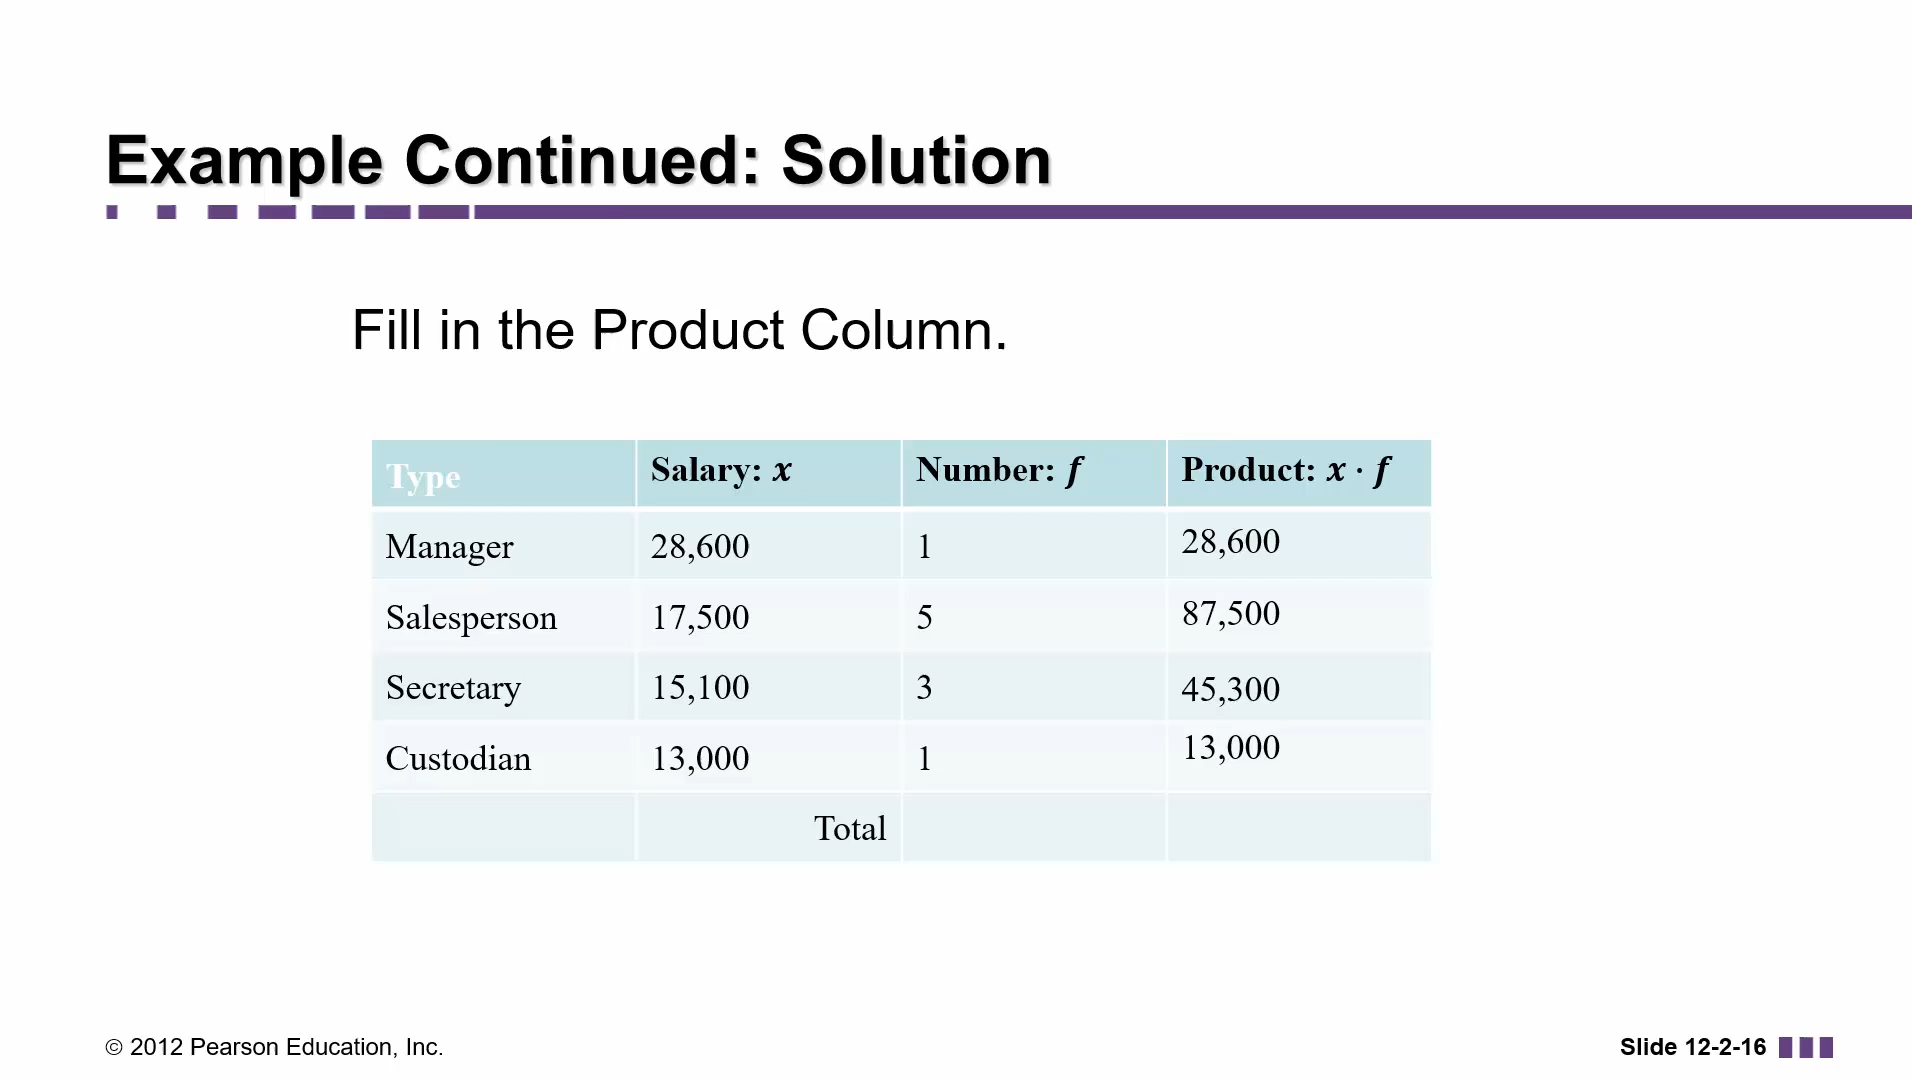 Example Continued: Solution
Fill in the Product Column.
Type Salary: x Number: f Product: x · f
Manager 28,600 1 28,600
Salesperson 17,500 5 87,500
Secretary 15,100 3 45,300
Custodian 13,000 1 13,000
Total
© 2012 Pearson Education, Inc. Slide 12-2-16